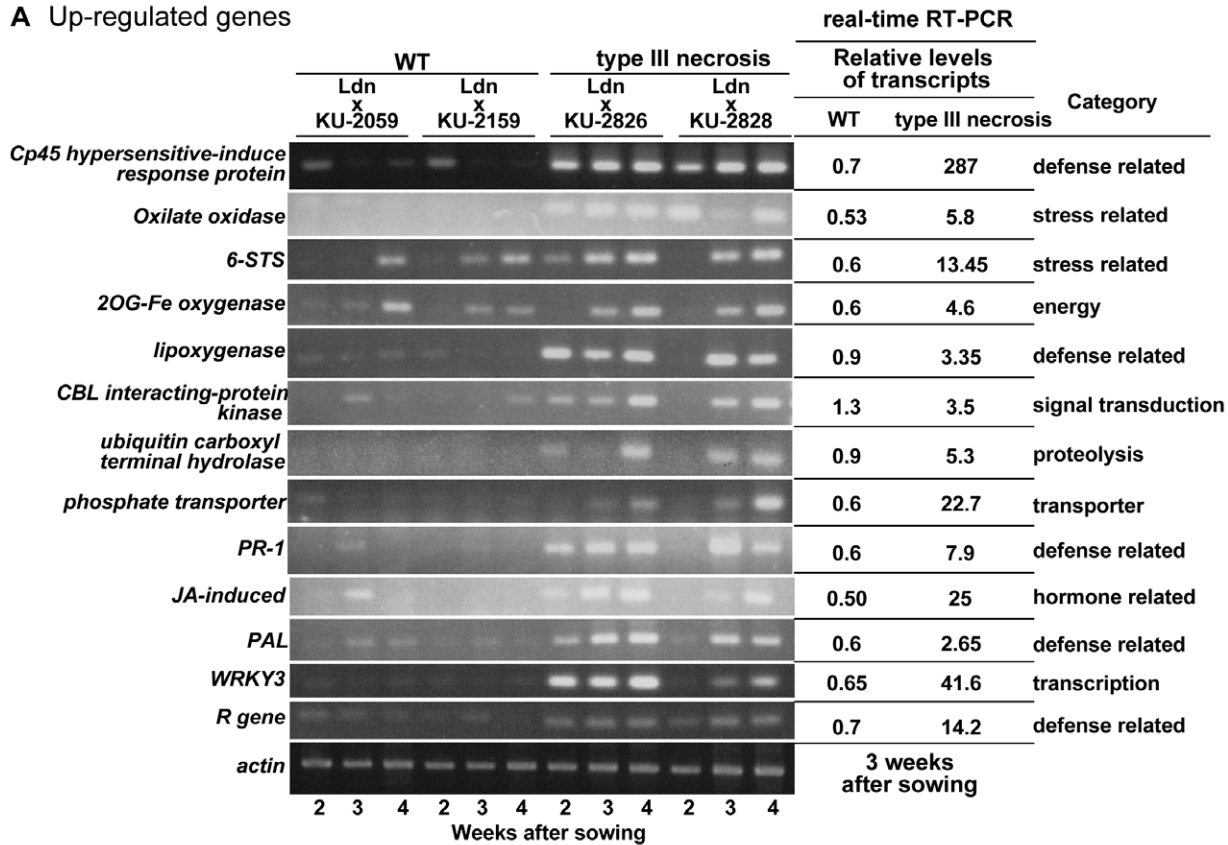 A Up-regulated genes
real-time RT-PCR
WT
type III necrosis
Relative levels
of transcripts
Category
Ldn
x
KU-2059
Ldn
x
KU-2159
Ldn
x
KU-2826
Ldn
x
KU-2828
WT
type III necrosis
Cp45 hypersensitive-induce
response protein
0.7
287
defense related
Oxilate oxidase
0.53
5.8
stress related
6-STS
0.6
13.45
stress related
2OG-Fe oxygenase
0.6
4.6
energy
lipoxygenase
0.9
3.35
defense related
CBL interacting-protein
kinase
1.3
3.5
signal transduction
ubiquitin carboxyl
terminal hydrolase
0.9
5.3
proteolysis
phosphate transporter
0.6
22.7
transporter
PR-1
0.6
7.9
defense related
JA-induced
0.50
25
hormone related
PAL
0.6
2.65
defense related
WRKY3
0.65
41.6
transcription
R gene
0.7
14.2
defense related
actin
3 weeks
after sowing
2 3 4 2 3 4 2 3 4 2 3 4
Weeks after sowing